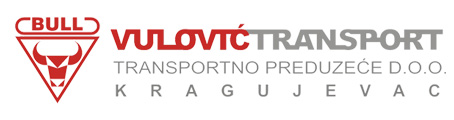 BULL
VULOVIĆTRANSPORT
TRANSPORTNO PREDUZEĆE D.O.O.
KRAGUJEVAC